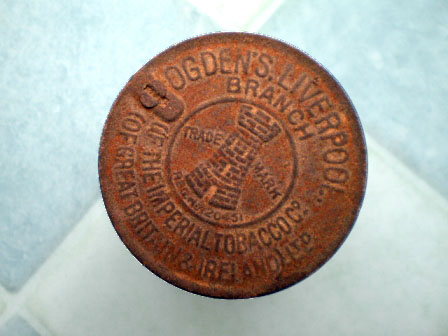 OGDEN'S. LIVERPOOL.
BRANCH
(OF THE IMPERIAL TOBACCO Co.
(OF GREAT BRITAIN & IRELAND) LTD
TRADE MARK